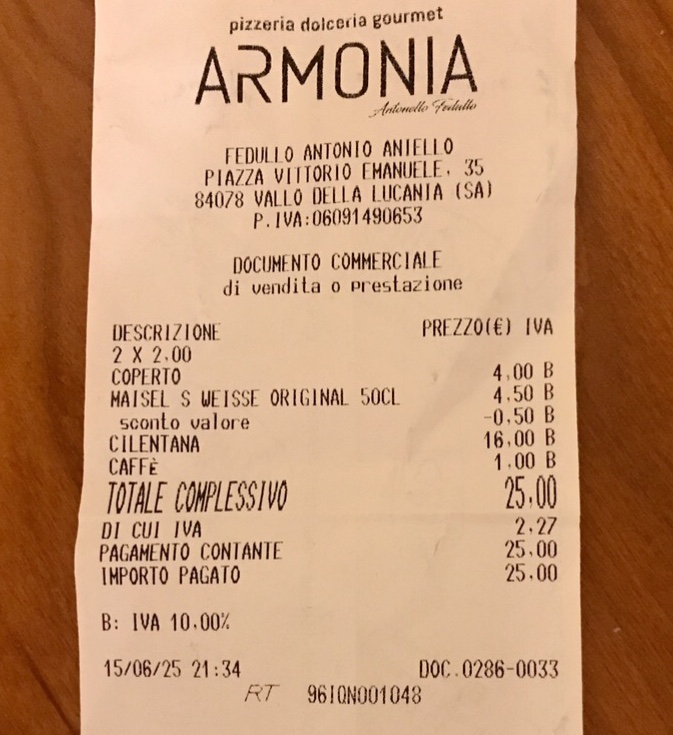 pizzeria dolceria gourmet
ARMONIA
Antonello Fedullo
FEDULLO ANTONIO ANIELLO
PIAZZA VITTORIO EMANUELE, 35
84078 VALLO DELLA LUCANIA (SA)
P.IVA:06091490653
DOCUMENTO COMMERCIALE
di vendita o prestazione
DESCRIZIONE PREZZO(€) IVA
2 X 2,00
COPERTO 4,00 B
MAISEL S WEISSE ORIGINAL 50CL 4,50 B
sconto valore -0,50 B
CILENTANA 16,00 B
CAFFÈ 1,00 B
TOTALE COMPLESSIVO 25,00
DI CUI IVA 2,27
PAGAMENTO CONTANTE 25,00
IMPORTO PAGATO 25,00
B: IVA 10,00%
15/06/25 21:34 DOC.0286-0033
RT 96IQN001048